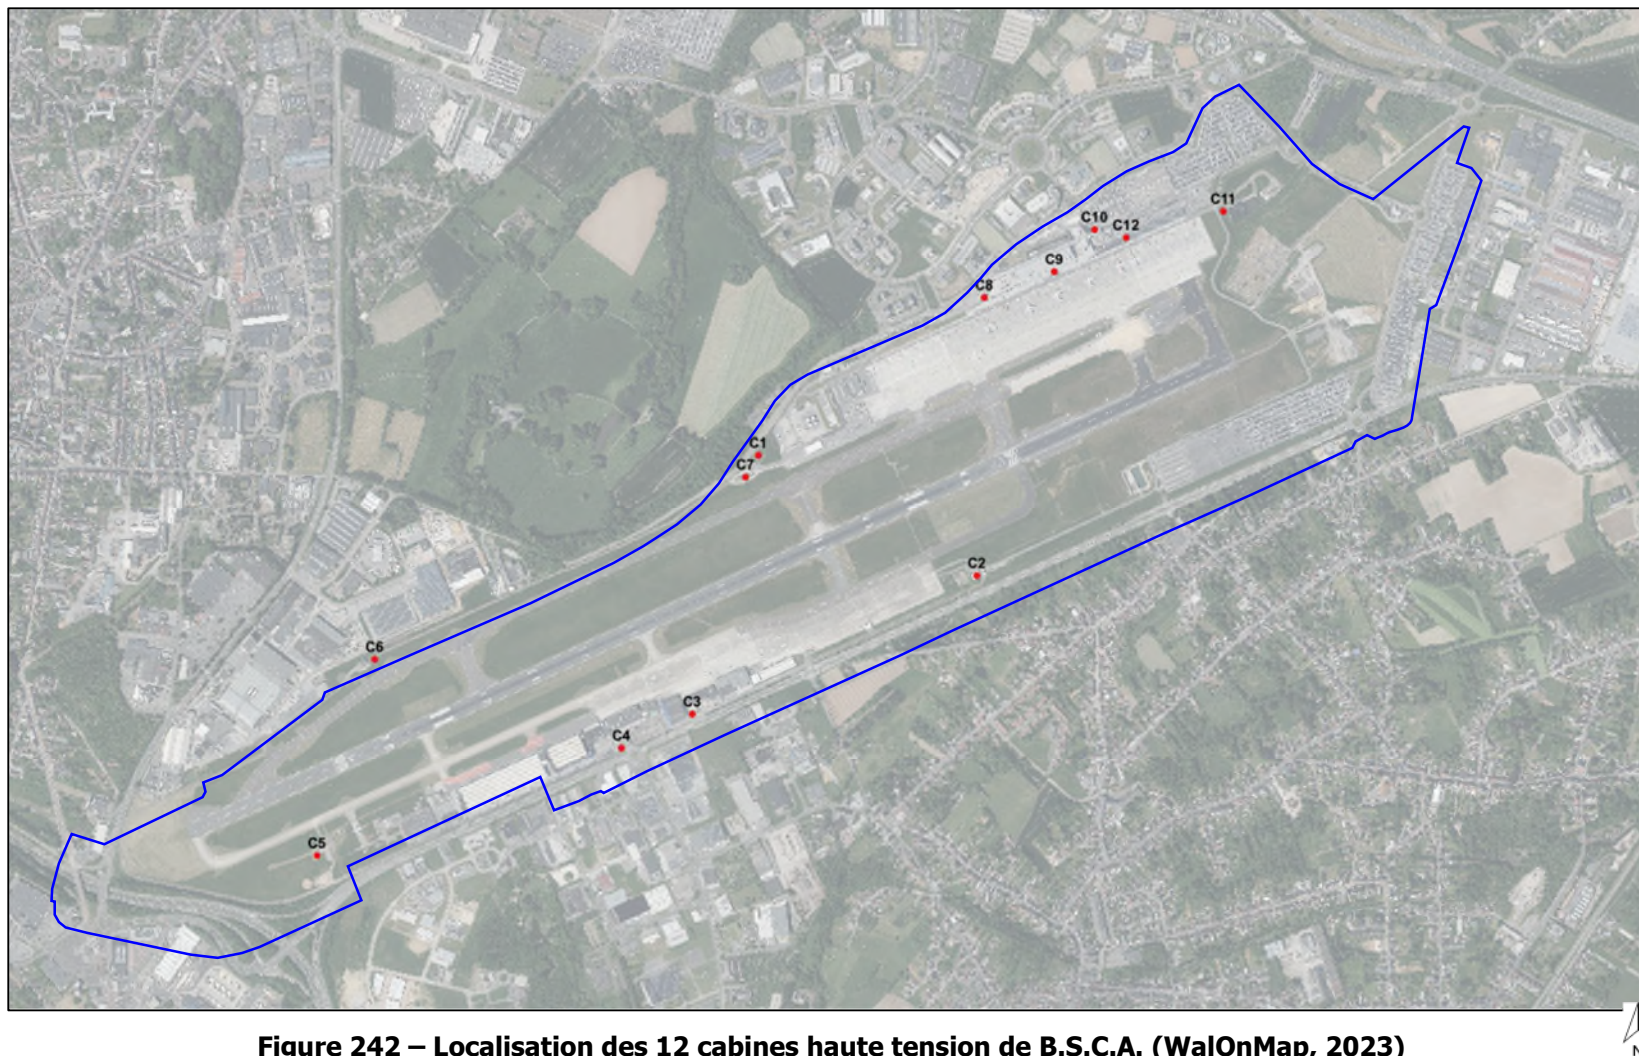 C11
C10
C12
C9
C8
C1
C7
C2
C6
C3
C4
C5
N
Figure 242 – Localisation des 12 cabines haute tension de B.S.C.A. (WalOnMap, 2023)